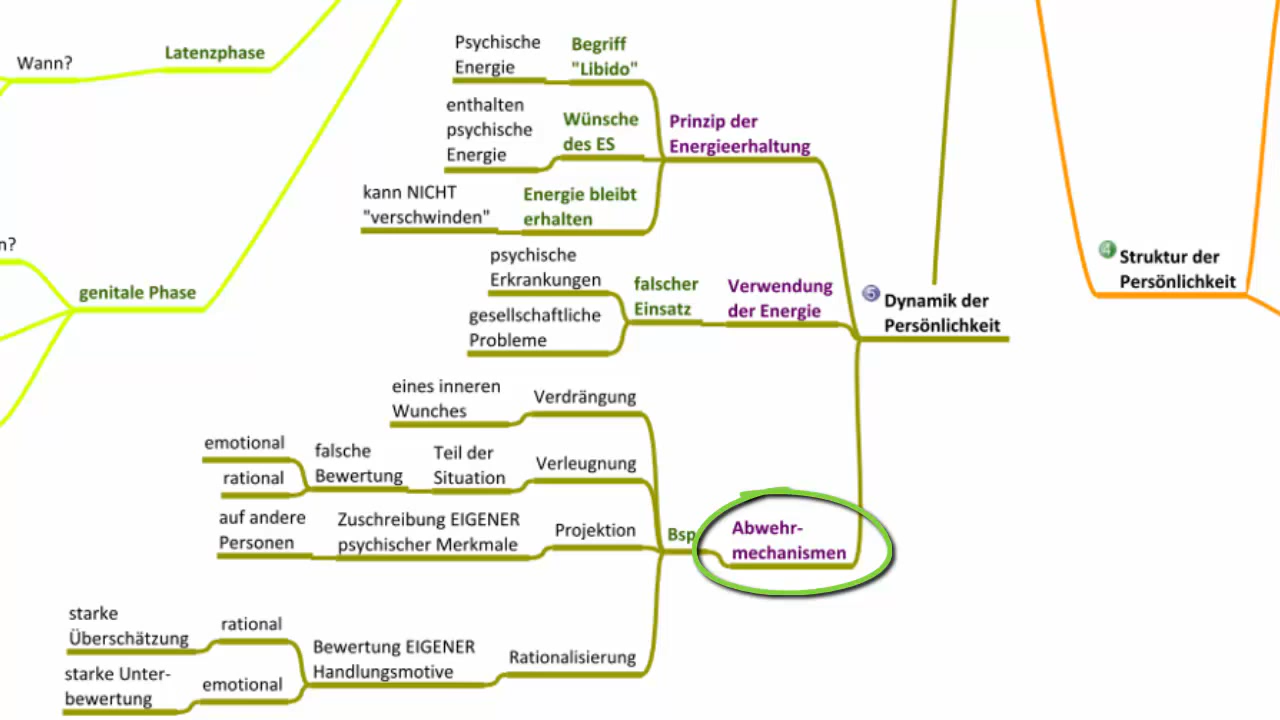 Wann?
Latenzphase
n?
genitale Phase
Psychische
Energie
Begriff
"Libido"
enthalten
psychische
Energie
Wünsche
des ES
kann NICHT
"verschwinden"
Energie bleibt
erhalten
Prinzip der
Energieerhaltung
psychische
Erkrankungen
gesellschaftliche
Probleme
falscher
Einsatz
Verwendung
der Energie
5
Dynamik der
Persönlichkeit
4
Struktur der
Persönlichkeit
eines inneren
Wunches
Verdrängung
emotional
rational
falsche
Bewertung
Teil der
Situation
Verleugnung
auf andere
Personen
Zuschreibung EIGENER
psychischer Merkmale
Projektion
Bsp
Abwehr-
mechanismen
starke
Überschätzung
rational
starke Unter-
bewertung
emotional
Bewertung EIGENER
Handlungsmotive
Rationalisierung